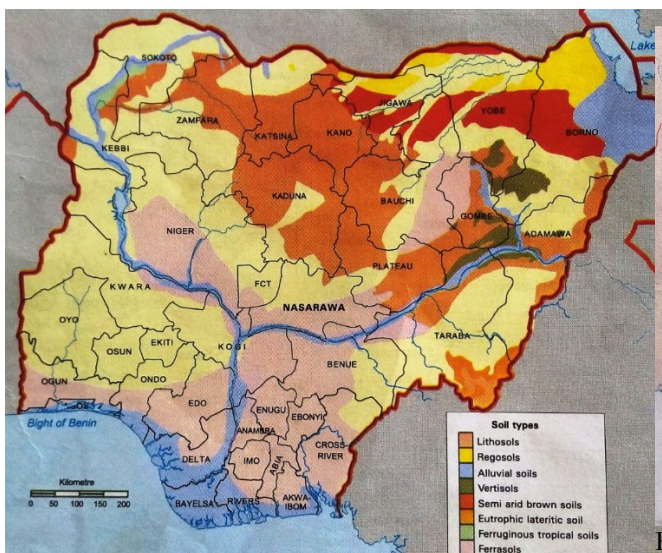 SOKOTO
Lake
JIGAWA
YOBE
ZAMFARA
KATSINA
KANO
BORNO
KEBBI
KADUNA
BAUCHI
GOMBE
NIGER
ADAMAWA
PLATEAU
FCT
KWARA
NASARAWA
OYO
KOGI
TARABA
OSUN
EKITI
BENUE
OGUN
ONDO
EDO
ENUGU
EBONYI
Bight of Benin
ANAMBRA
CROSS
RIVER
DELTA
IMO
ABIA
Kilometre
0 50 100 150 200 250
BAYELSA
RIVERS
AKWA
IBOM
Soil types
Lithosols
Regosols
Alluvial soils
Vertisols
Semi arid brown soils
Eutrophic lateritic soil
Ferruginous tropical soils
Ferrasols